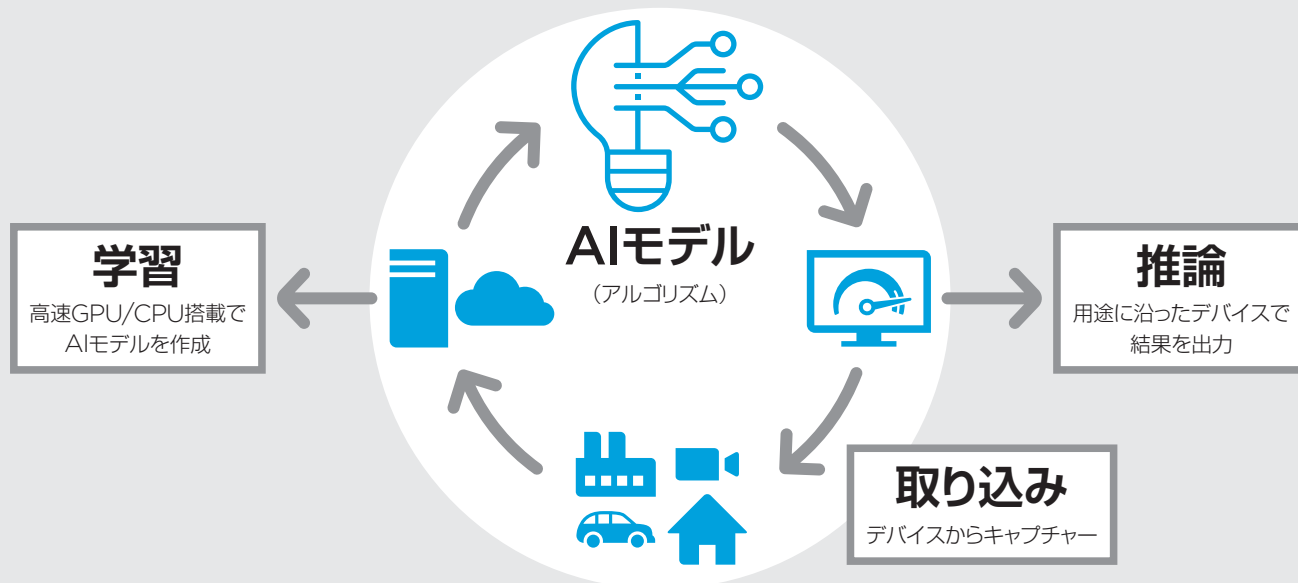 AIモデル
（アルゴリズム）
学習
高速GPU/CPU搭載で
AIモデルを作成
推論
用途に沿ったデバイスで
結果を出力
取り込み
デバイスからキャプチャー